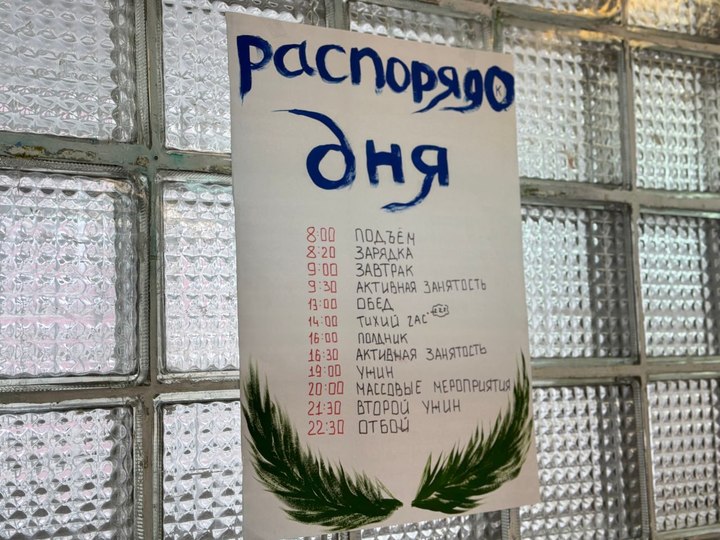 распорядок
дня
8:00 ПОДЪЁМ
8:20 ЗАРЯДКА
9:00 ЗАВТРАК
9:30 АКТИВНАЯ ЗАНЯТОСТЬ
13:00 ОБЕД
14:00 ТИХИЙ ЧАС
16:00 ПОЛДНИК
16:30 АКТИВНАЯ ЗАНЯТОСТЬ
19:00 УЖИН
20:00 МАССОВЫЕ МЕРОПРИЯТИЯ
21:30 ВТОРОЙ УЖИН
22:30 ОТБОЙ